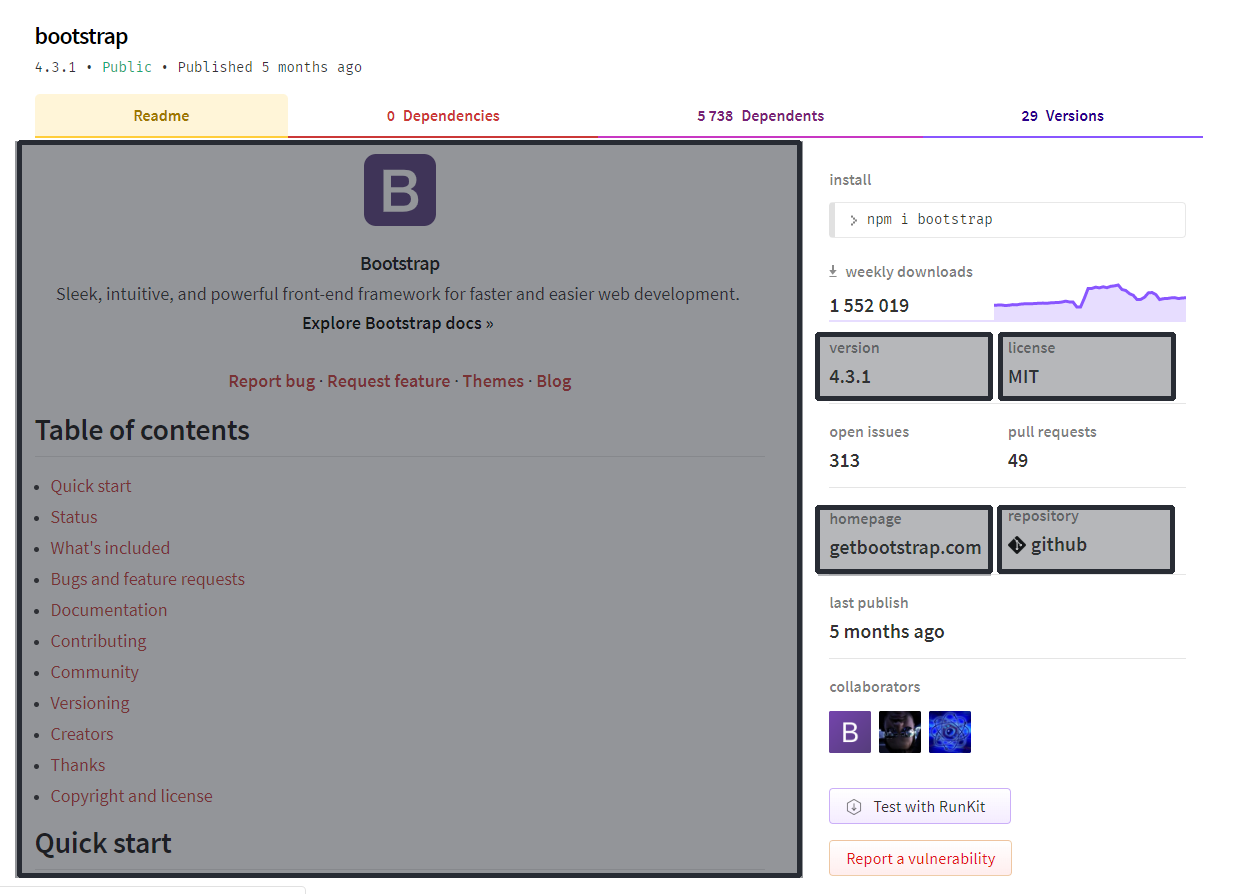 bootstrap
4.3.1 • Public • Published 5 months ago
Readme
0 Dependencies
5 738 Dependents
29 Versions
B
Bootstrap
Sleek, intuitive, and powerful front-end framework for faster and easier web development.
Explore Bootstrap docs »
Report bug · Request feature · Themes · Blog
Table of contents
• Quick start
• Status
• What's included
• Bugs and feature requests
• Documentation
• Contributing
• Community
• Versioning
• Creators
• Thanks
• Copyright and license
Quick start
install
> npm i bootstrap
weekly downloads
1 552 019
version
license
4.3.1
MIT
open issues
pull requests
313
49
homepage
repository
getbootstrap.com
github
last publish
5 months ago
collaborators
B
Test with RunKit
Report a vulnerability